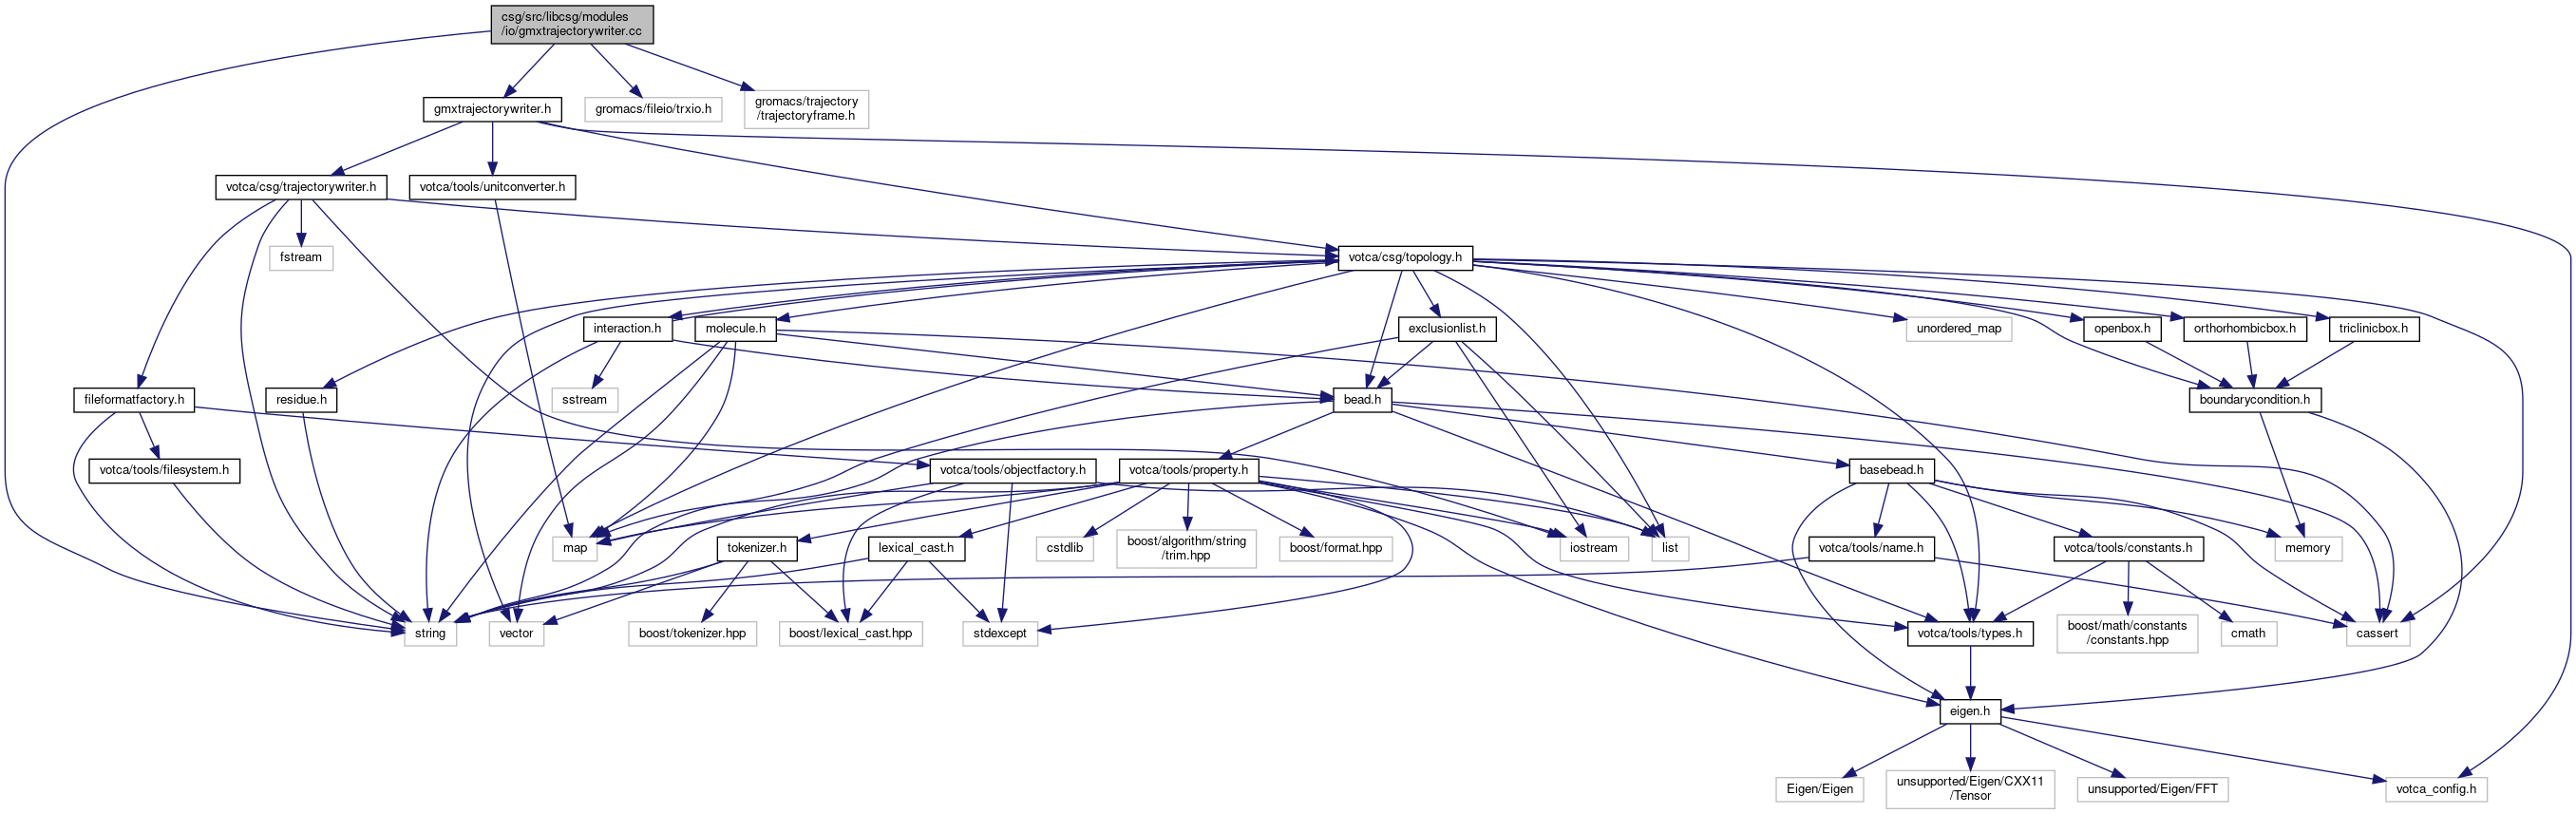 csg/src/libcsg/modules
/io/gmxtrajectorywriter.cc
gmxtrajectorywriter.h
gromacs/fileio/trxio.h
gromacs/trajectory
/trajectoryframe.h
votca/csg/trajectorywriter.h
votca/tools/unitconverter.h
fstream
votca/csg/topology.h
interaction.h
molecule.h
exclusionlist.h
unordered_map
openbox.h
orthorhombicbox.h
triclinicbox.h
fileformatfactory.h
residue.h
sstream
bead.h
boundarycondition.h
votca/tools/filesystem.h
votca/tools/objectfactory.h
votca/tools/property.h
basebead.h
map
tokenizer.h
lexical_cast.h
cstdlib
boost/algorithm/string
/trim.hpp
boost/format.hpp
iostream
list
votca/tools/name.h
votca/tools/constants.h
memory
string
vector
boost/tokenizer.hpp
boost/lexical_cast.hpp
stdexcept
votca/tools/types.h
boost/math/constants
/constants.hpp
cmath
cassert
eigen.h
Eigen/Eigen
unsupported/Eigen/CXX11
/Tensor
unsupported/Eigen/FFT
votca_config.h